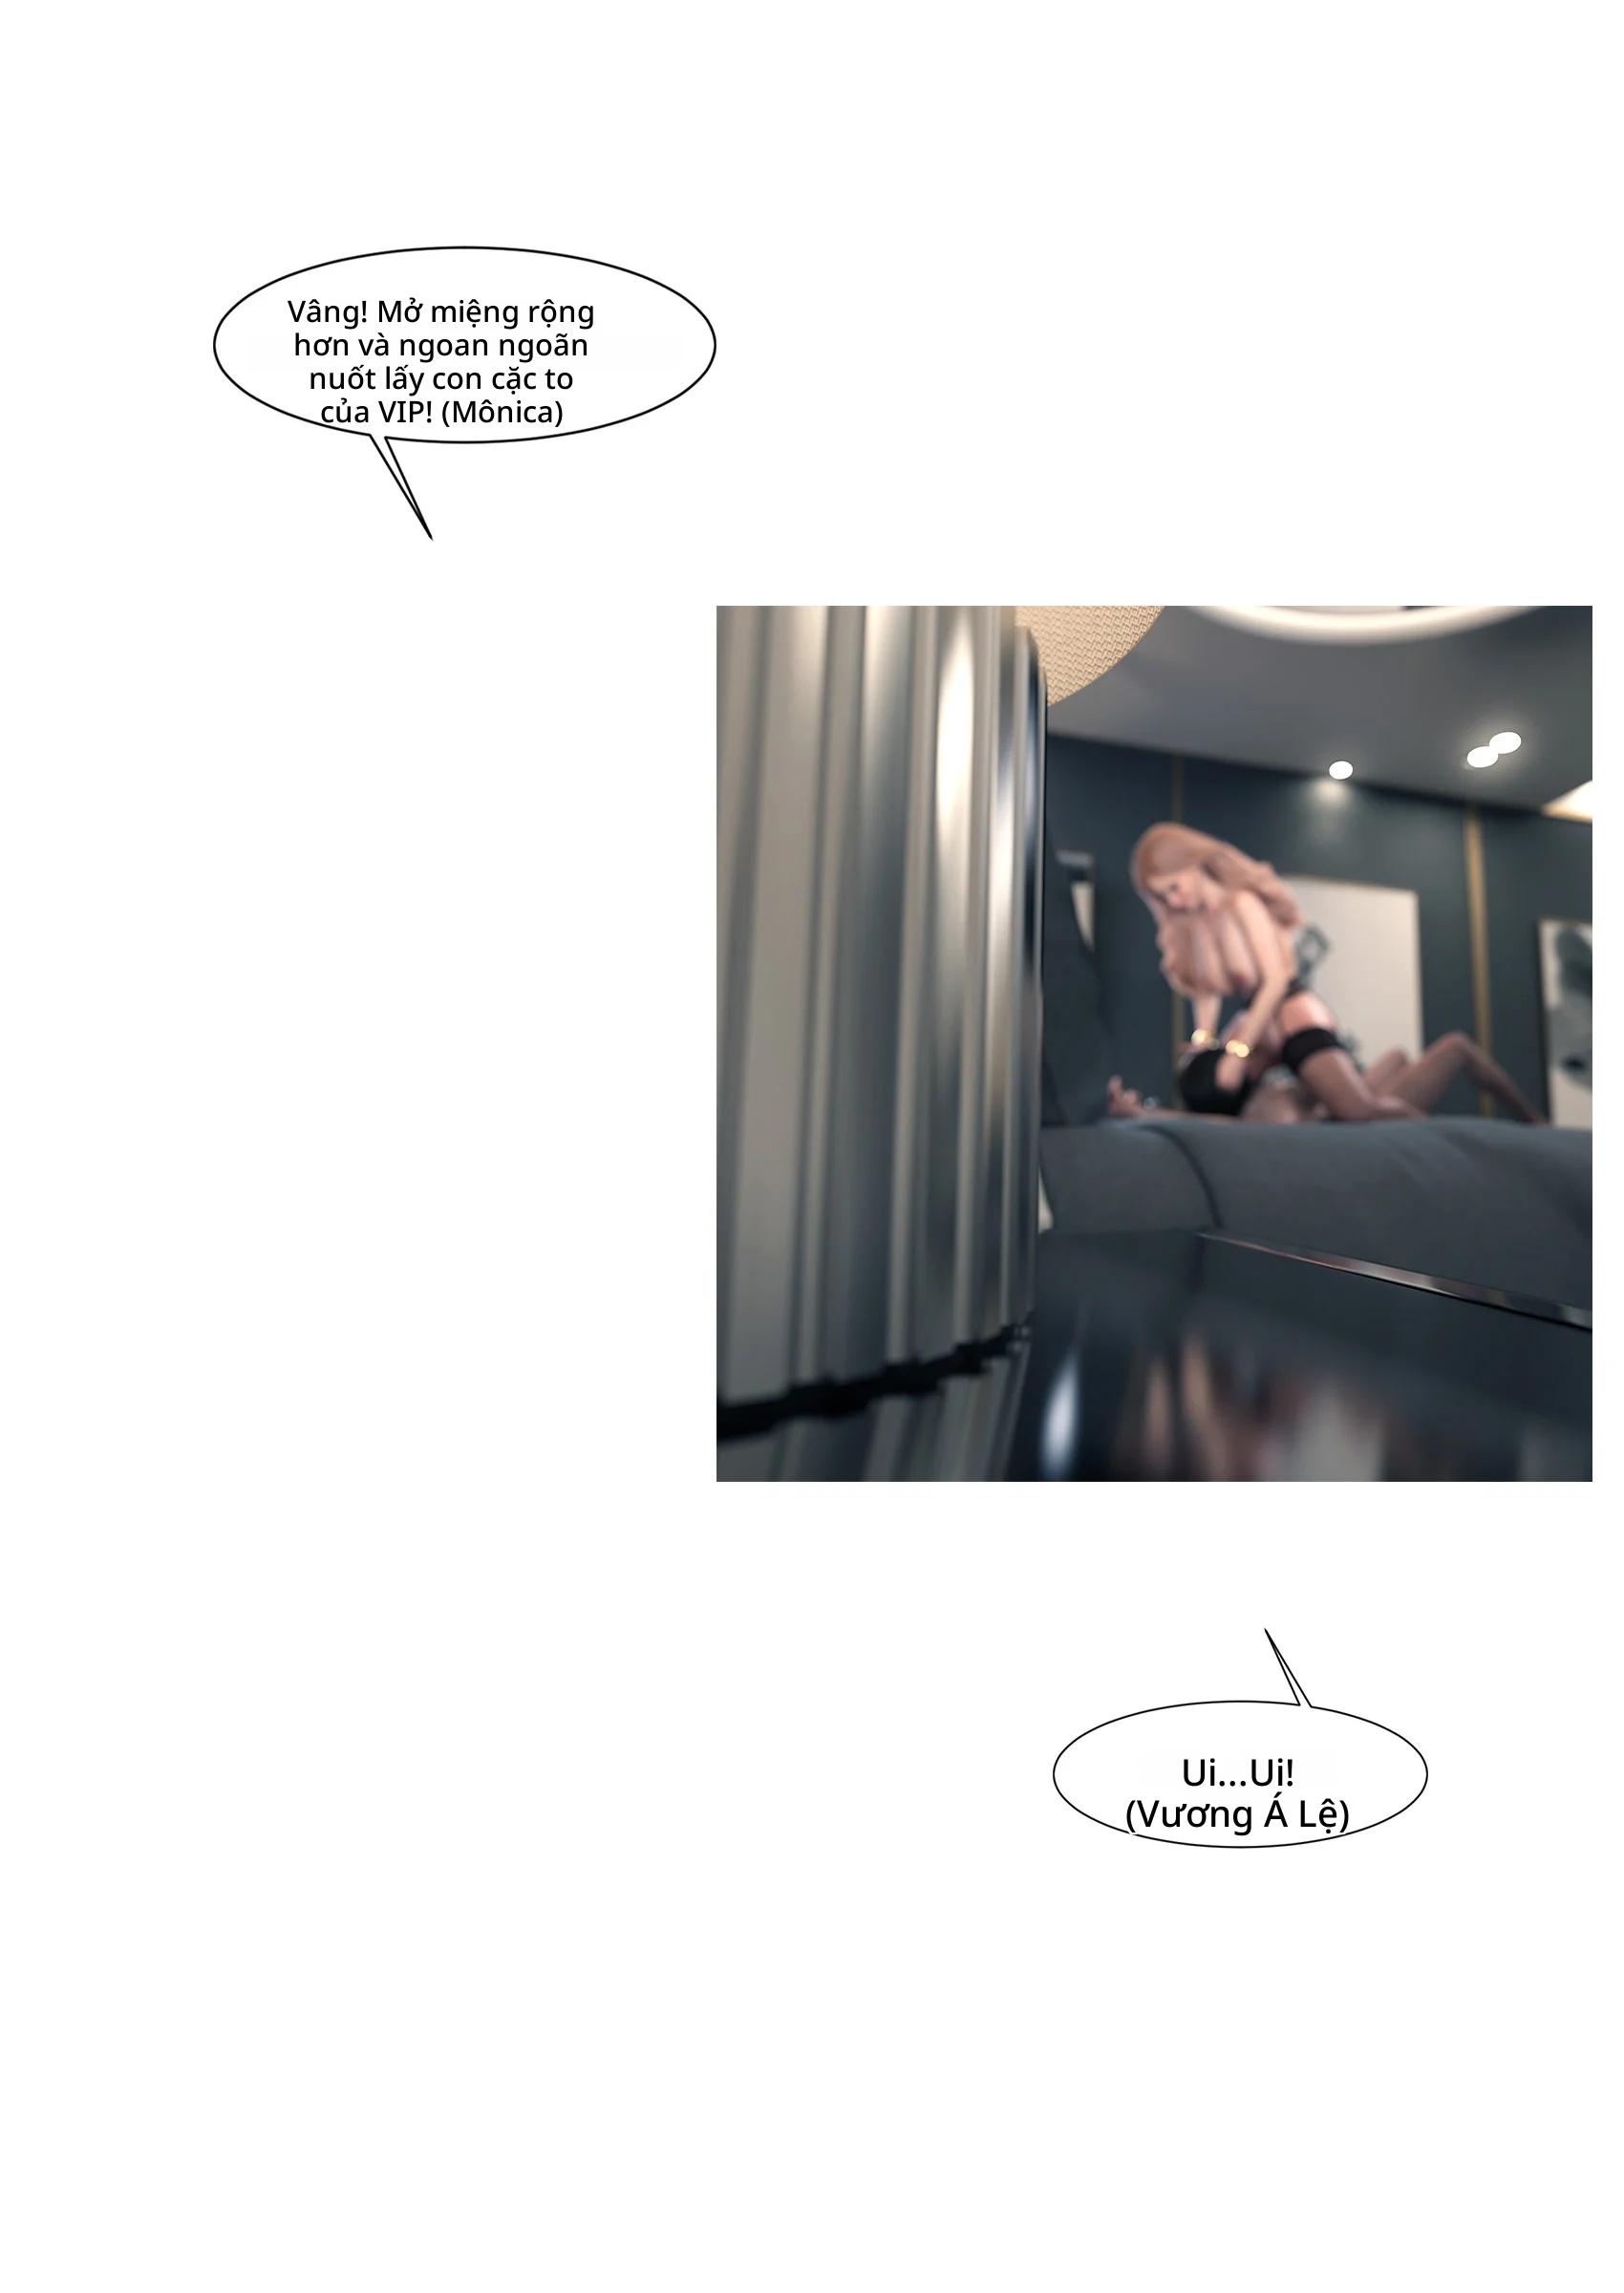 Vâng! Mở miệng rộng
hơn và ngoan ngoãn
nuốt lấy con cặc to
của VIP! (Mônica)
Ui...Ui!
(Vương Á Lệ)